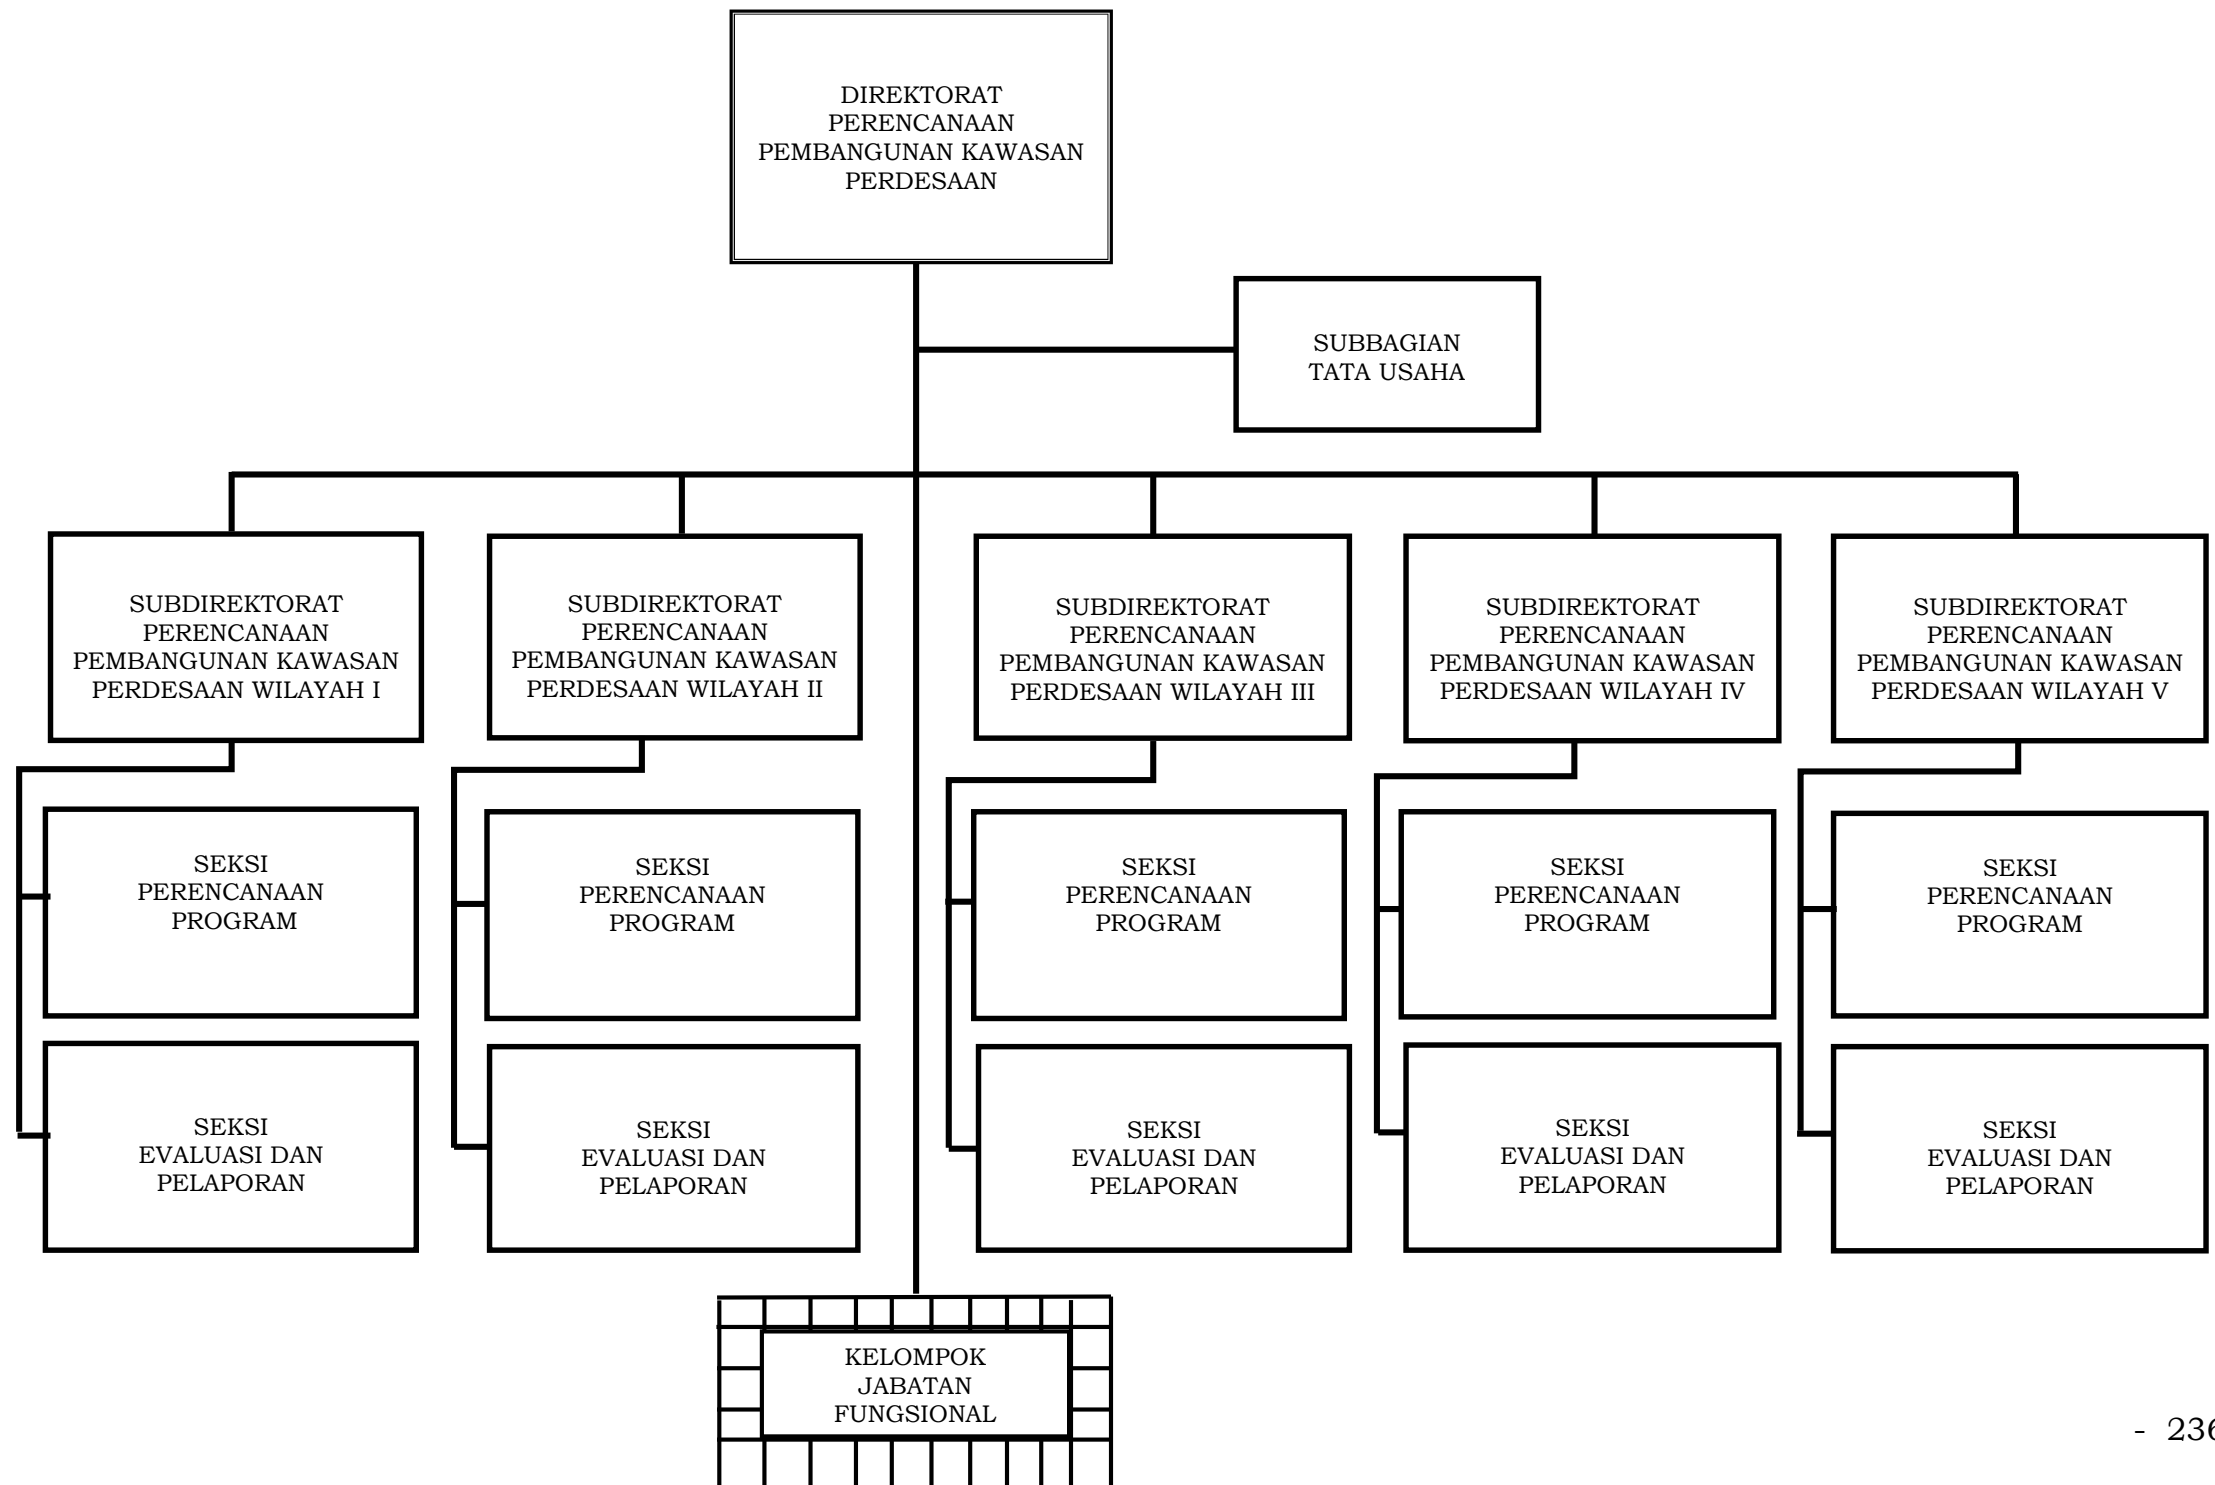 DIREKTORAT
PERENCANAAN
PEMBANGUNAN KAWASAN
PERDESAAN
SUBBAGIAN
TATA USAHA
SUBDIREKTORAT
PERENCANAAN
PEMBANGUNAN KAWASAN
PERDESAAN WILAYAH I
SUBDIREKTORAT
PERENCANAAN
PEMBANGUNAN KAWASAN
PERDESAAN WILAYAH II
SUBDIREKTORAT
PERENCANAAN
PEMBANGUNAN KAWASAN
PERDESAAN WILAYAH III
SUBDIREKTORAT
PERENCANAAN
PEMBANGUNAN KAWASAN
PERDESAAN WILAYAH IV
SUBDIREKTORAT
PERENCANAAN
PEMBANGUNAN KAWASAN
PERDESAAN WILAYAH V
SEKSI
PERENCANAAN
PROGRAM
SEKSI
PERENCANAAN
PROGRAM
SEKSI
PERENCANAAN
PROGRAM
SEKSI
PERENCANAAN
PROGRAM
SEKSI
PERENCANAAN
PROGRAM
SEKSI
EVALUASI DAN
PELAPORAN
SEKSI
EVALUASI DAN
PELAPORAN
SEKSI
EVALUASI DAN
PELAPORAN
SEKSI
EVALUASI DAN
PELAPORAN
SEKSI
EVALUASI DAN
PELAPORAN
KELOMPOK
JABATAN
FUNGSIONAL
- 236